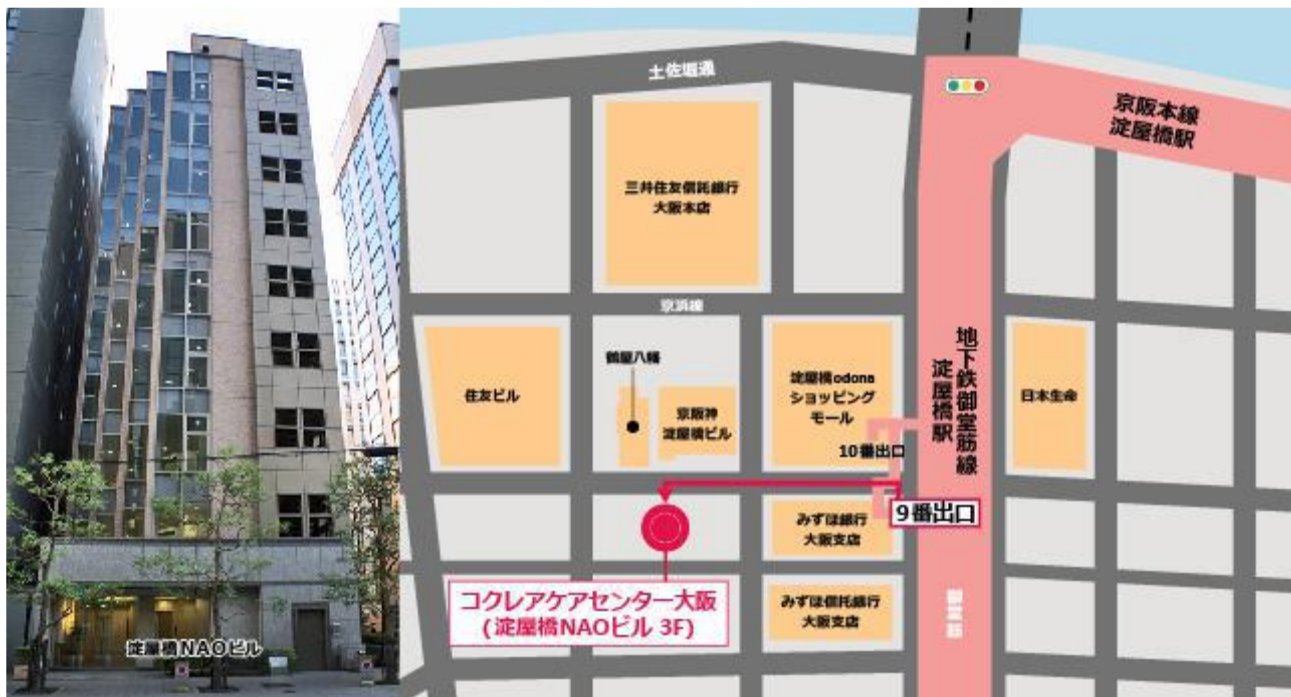 淀屋橋NAOビル
土佐堀通
京阪本線
淀屋橋駅
三井住友信託銀行
大阪本店
京浜線
鶴屋八幡
住友ビル
京阪神
淀屋橋ビル
淀屋橋odona
ショッピング
モール
10番出口
地下鉄御堂筋線
淀屋橋駅
日本生命
9番出口
みずほ銀行
大阪支店
コクレアケアセンター大阪
(淀屋橋NAOビル 3F)
みずほ信託銀行
大阪支店
御堂筋